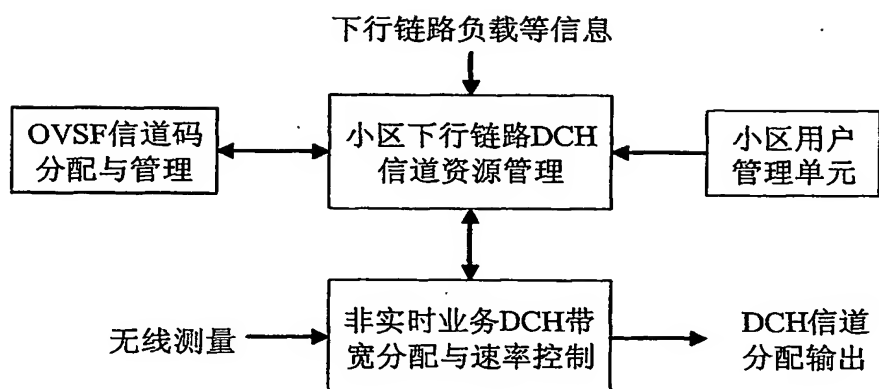 下行链路负载等信息
OVSF信道码
分配与管理
小区下行链路DCH
信道资源管理
小区用户
管理单元
无线测量
非实时业务DCH带
宽分配与速率控制
DCH信道
分配输出